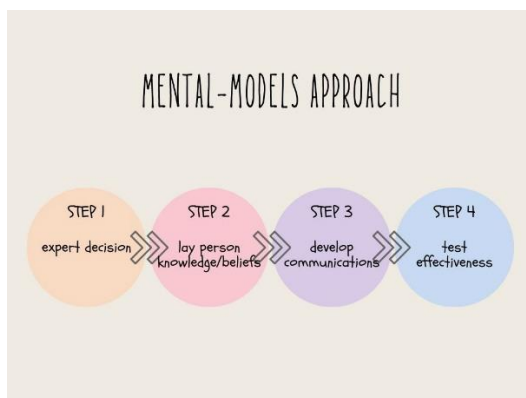 MENTAL-MODELS APPROACH
STEP 1
expert decision
STEP 2
lay person
knowledge/beliefs
STEP 3
develop
communications
STEP 4
test
effectiveness